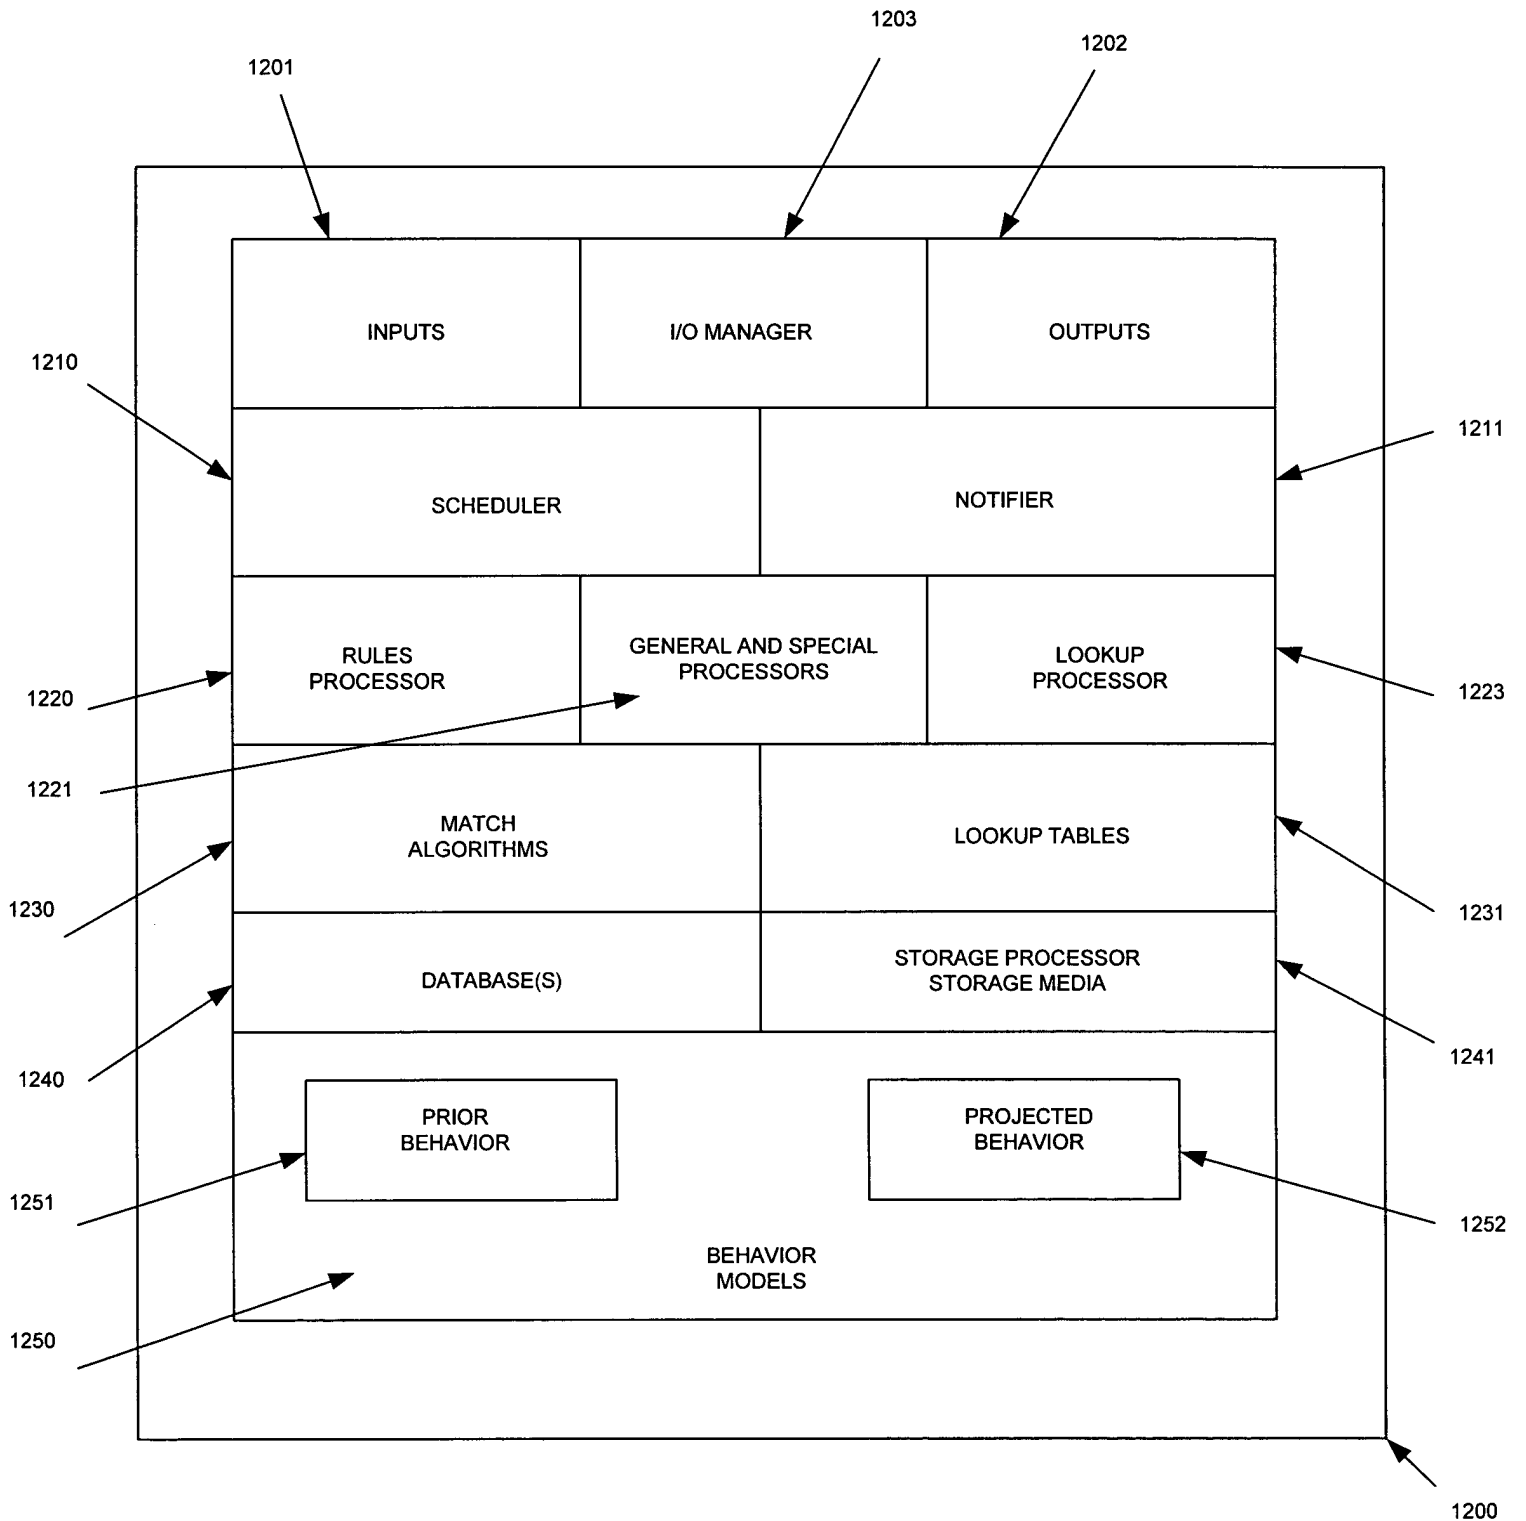 1203
1202
1201
INPUTS
I/O MANAGER
OUTPUTS
1210
1211
SCHEDULER
NOTIFIER
RULES
PROCESSOR
GENERAL AND SPECIAL
PROCESSORS
LOOKUP
PROCESSOR
1220
1223
1221
MATCH
ALGORITHMS
LOOKUP TABLES
1230
1231
DATABASE(S)
STORAGE PROCESSOR
STORAGE MEDIA
1240
1241
PRIOR
BEHAVIOR
PROJECTED
BEHAVIOR
1251
1252
BEHAVIOR
MODELS
1250
1200